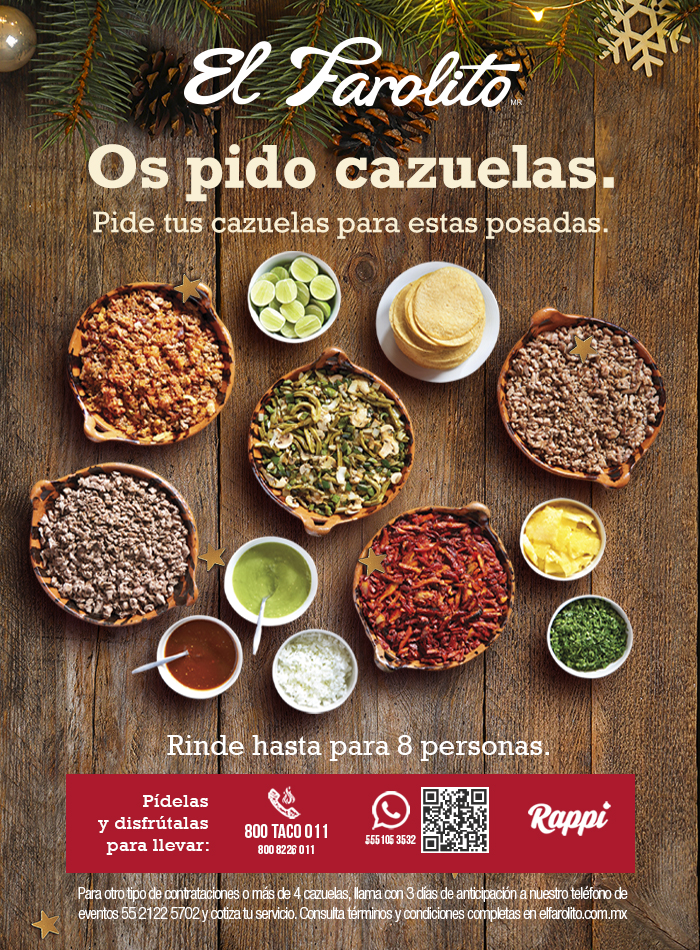 El Farolito MR
Os pido cazuelas.
Pide tus cazuelas para estas posadas.
Rinde hasta para 8 personas.
Pídelas
y disfrútalas
para llevar:
800 TACO 011
800 8226 011
555105 3532
Rappi
Para otro tipo de contrataciones o más de 4 cazuelas, llama con 3 días de anticipación a nuestro teléfono de
eventos 55 2122 5702 y cotiza tu servicio. Consulta términos y condiciones completas en elfarolito.com.mx